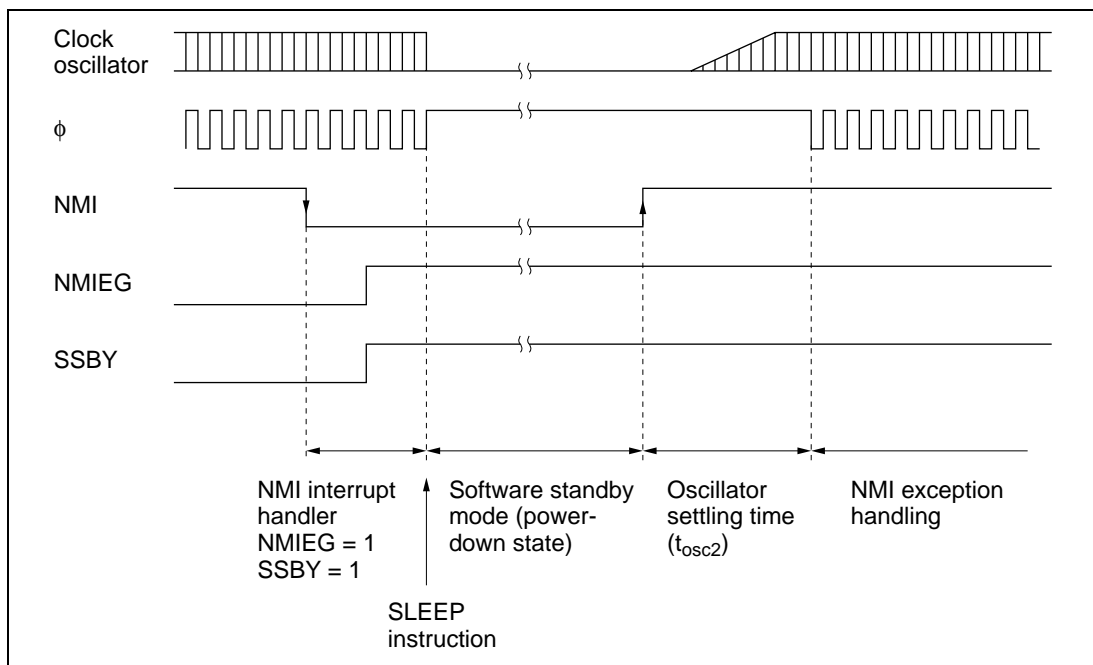 Clock
oscillator
ϕ
NMI
NMIEG
SSBY
NMI interrupt
handler
NMIEG = 1
SSBY = 1
Software standby
mode (power-
down state)
Oscillator
settling time
(tosc2)
NMI exception
handling
SLEEP
instruction